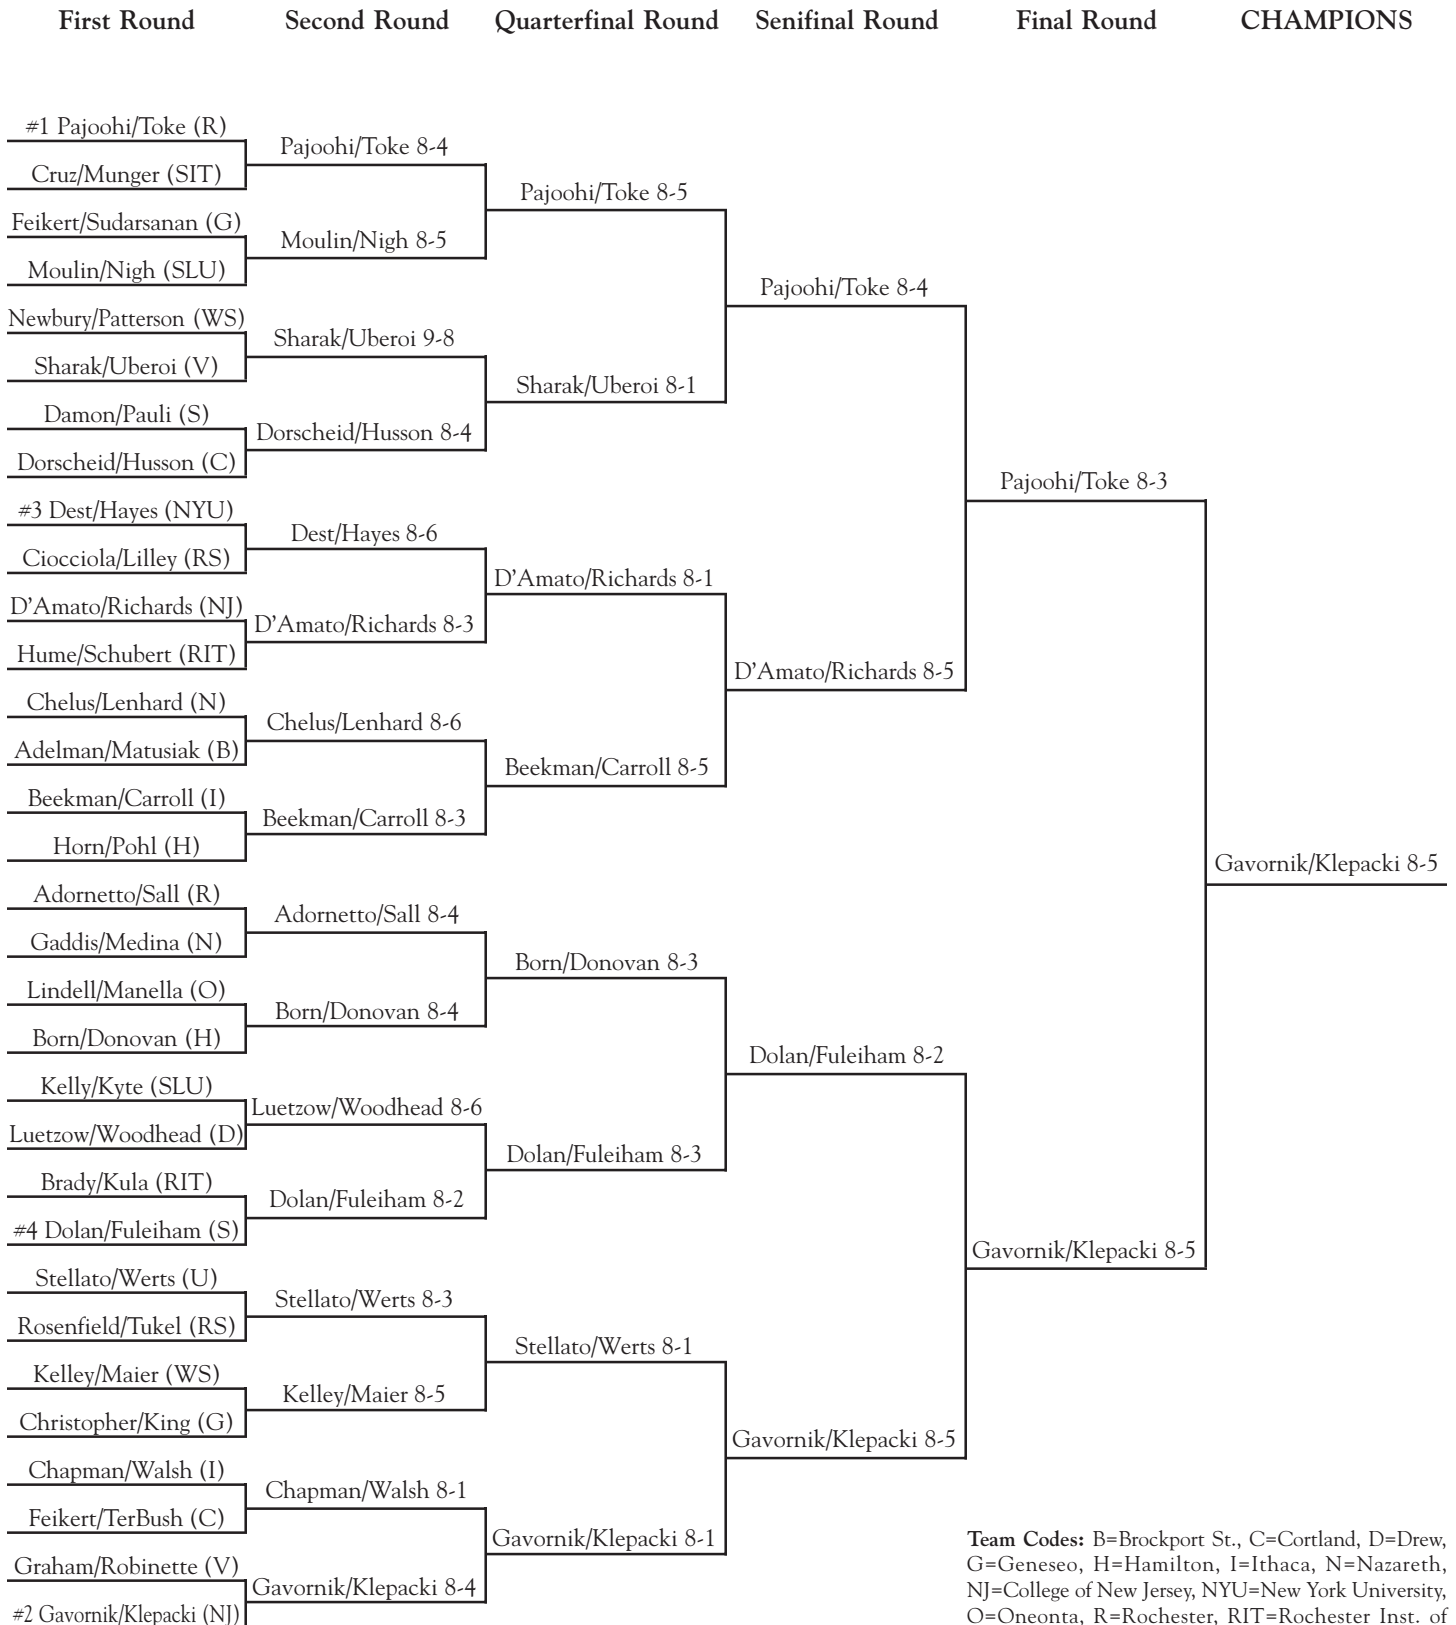 First Round Second Round Quarterfinal Round Senifinal Round Final Round CHAMPIONS
#1 Pajoohi/Toke (R)
Cruz/Munger (SIT)
Feikert/Sudarsanan (G)
Moulin/Nigh (SLU)
Newbury/Patterson (WS)
Sharak/Uberoi (V)
Damon/Pauli (S)
Dorscheid/Husson (C)
#3 Dest/Hayes (NYU)
Ciocciola/Lilley (RS)
D'Amato/Richards (NJ)
Hume/Schubert (RIT)
Chelus/Lenhard (N)
Adelman/Matusiak (B)
Beekman/Carroll (I)
Horn/Pohl (H)
Adornetto/Sall (R)
Gaddis/Medina (N)
Lindell/Manella (O)
Born/Donovan (H)
Kelly/Kyte (SLU)
Luetzow/Woodhead (D)
Brady/Kula (RIT)
#4 Dolan/Fuleiham (S)
Stellato/Werts (U)
Rosenfield/Tukel (RS)
Kelley/Maier (WS)
Christopher/King (G)
Chapman/Walsh (I)
Feikert/TerBush (C)
Graham/Robinette (V)
#2 Gavornik/Klepacki (NJ)
Pajoohi/Toke 8-4
Moulin/Nigh 8-5
Sharak/Uberoi 9-8
Dorscheid/Husson 8-4
Dest/Hayes 8-6
D'Amato/Richards 8-3
Chelus/Lenhard 8-6
Beekman/Carroll 8-3
Adornetto/Sall 8-4
Born/Donovan 8-4
Luetzow/Woodhead 8-6
Dolan/Fuleiham 8-2
Stellato/Werts 8-3
Kelley/Maier 8-5
Chapman/Walsh 8-1
Gavornik/Klepacki 8-4
Pajoohi/Toke 8-5
Sharak/Uberoi 8-1
D'Amato/Richards 8-1
Beekman/Carroll 8-5
Born/Donovan 8-3
Dolan/Fuleiham 8-3
Stellato/Werts 8-1
Gavornik/Klepacki 8-1
Pajoohi/Toke 8-4
D'Amato/Richards 8-5
Dolan/Fuleiham 8-2
Gavornik/Klepacki 8-5
Pajoohi/Toke 8-3
Gavornik/Klepacki 8-5
Gavornik/Klepacki 8-5
Team Codes: B=Brockport St., C=Cortland, D=Drew,
G=Geneseo, H=Hamilton, I=Ithaca, N=Nazareth,
NJ=College of New Jersey, NYU=New York University,
O=Oneonta, R=Rochester, RIT=Rochester Inst. of